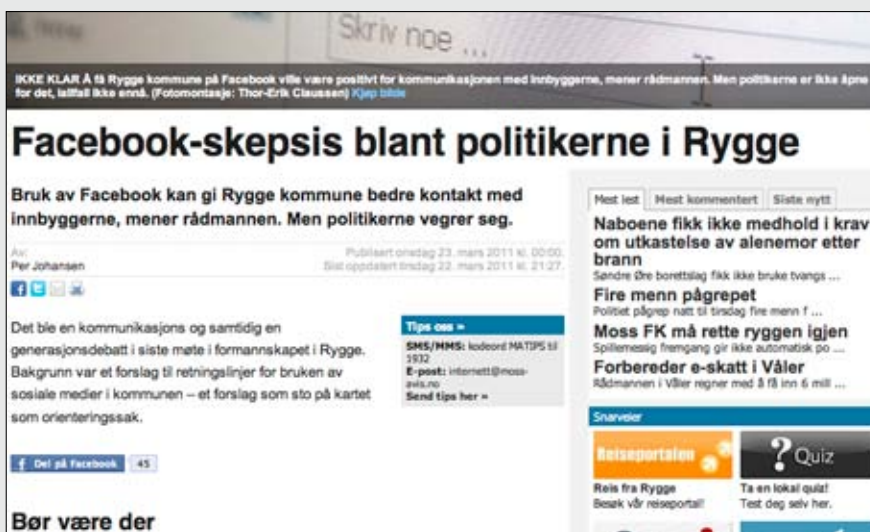 Skriv noe ...
IKKE KLAR Å få Rygge kommune på Facebook ville være positivt for kommunikasjonen med innbyggerne, mener rådmannen. Men politikerne er ikke åpne
for det, iallfall ikke ennå. (Fotomontasje: Thor-Erik Claussen) Kjøp bilde
Facebook-skepsis blant politikerne i Rygge
Bruk av Facebook kan gi Rygge kommune bedre kontakt med
innbyggerne, mener rådmannen. Men politikerne vegrer seg.
Av:
Per Johansen
Publisert onsdag 23. mars 2011 kl. 00:00.
Sist oppdatert tirsdag 22. mars 2011 kl. 21:27.
Det ble en kommunikasjons og samtidig en
generasjonsdebatt i siste møte i formannskapet i Rygge.
Bakgrunn var et forslag til retningslinjer for bruken av
sosiale medier i kommunen – et forslag som sto på kartet
som orienteringssak.
Tips oss »
SMS/MMS: kodeord MATIPS til
1932
E-post: internett@moss-
avis.no
Send tips her »
Del på Facebook 45
Bør være der
Mest lest Mest kommentert Siste nytt
Naboene fikk ikke medhold i krav
om utkastelse av alenemor etter
brann
Søndre Øre borettslag fikk ikke bruke tvangs ...
Fire menn pågrepet
Politiet pågrep natt til tirsdag fire menn f ...
Moss FK må rette ryggen igjen
Spillemessig fremgang gir ikke automatisk po ...
Forbereder e-skatt i Våler
Rådmannen i Våler regner med å få inn 6 mill ...
Snarveier
Reiseportalen
Reis fra Rygge
Besøk vår reiseportal!
? Quiz
Ta en lokal quiz!
Test deg selv her.